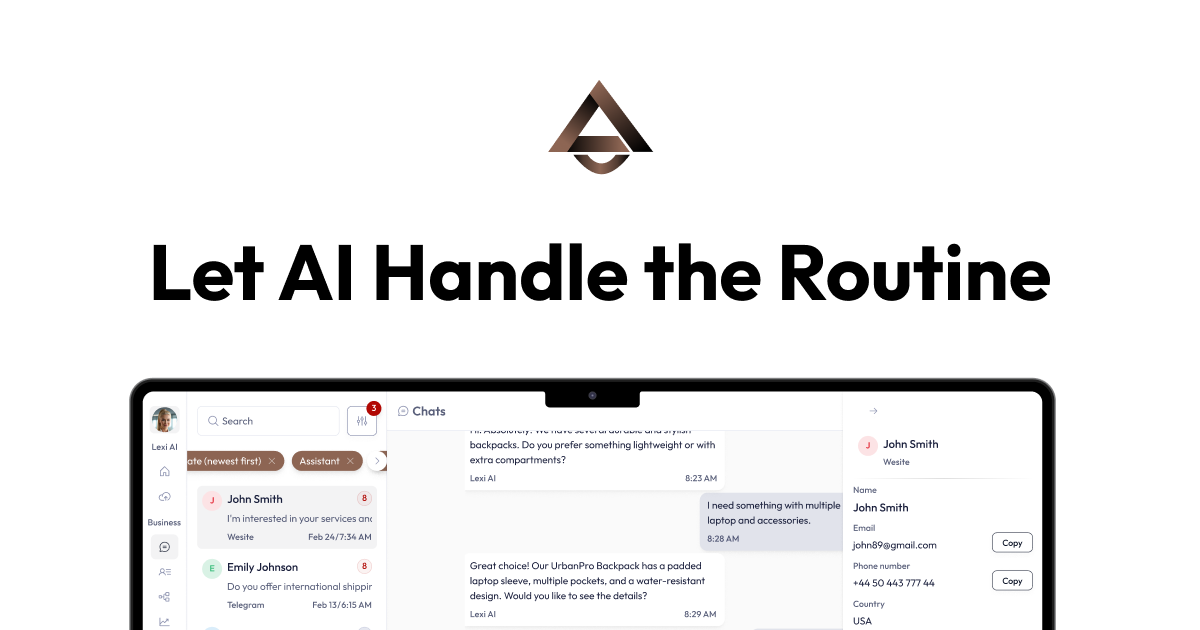 Let AI Handle the Routine
Lexi AI
Business
Search
3
ate (newest first)
Assistant
J
John Smith
8
I'm interested in your services and
Wesite
Feb 24/7:34 AM
E
Emily Johnson
8
Do you offer international shippin
Telegram
Feb 13/6:15 AM
Chats
Hi! Absolutely! We have several durable and stylish
backpacks. Do you prefer something lightweight or with
extra compartments?
Lexi AI
8:23 AM
I need something with multiple
laptop and accessories.
8:28 AM
Great choice! Our UrbanPro Backpack has a padded
laptop sleeve, multiple pockets, and a water-resistant
design. Would you like to see the details?
Lexi AI
8:29 AM
J
John Smith
Wesite
Name
John Smith
Email
john89@gmail.com
Copy
Phone number
+44 50 443 777 44
Copy
Country
USA